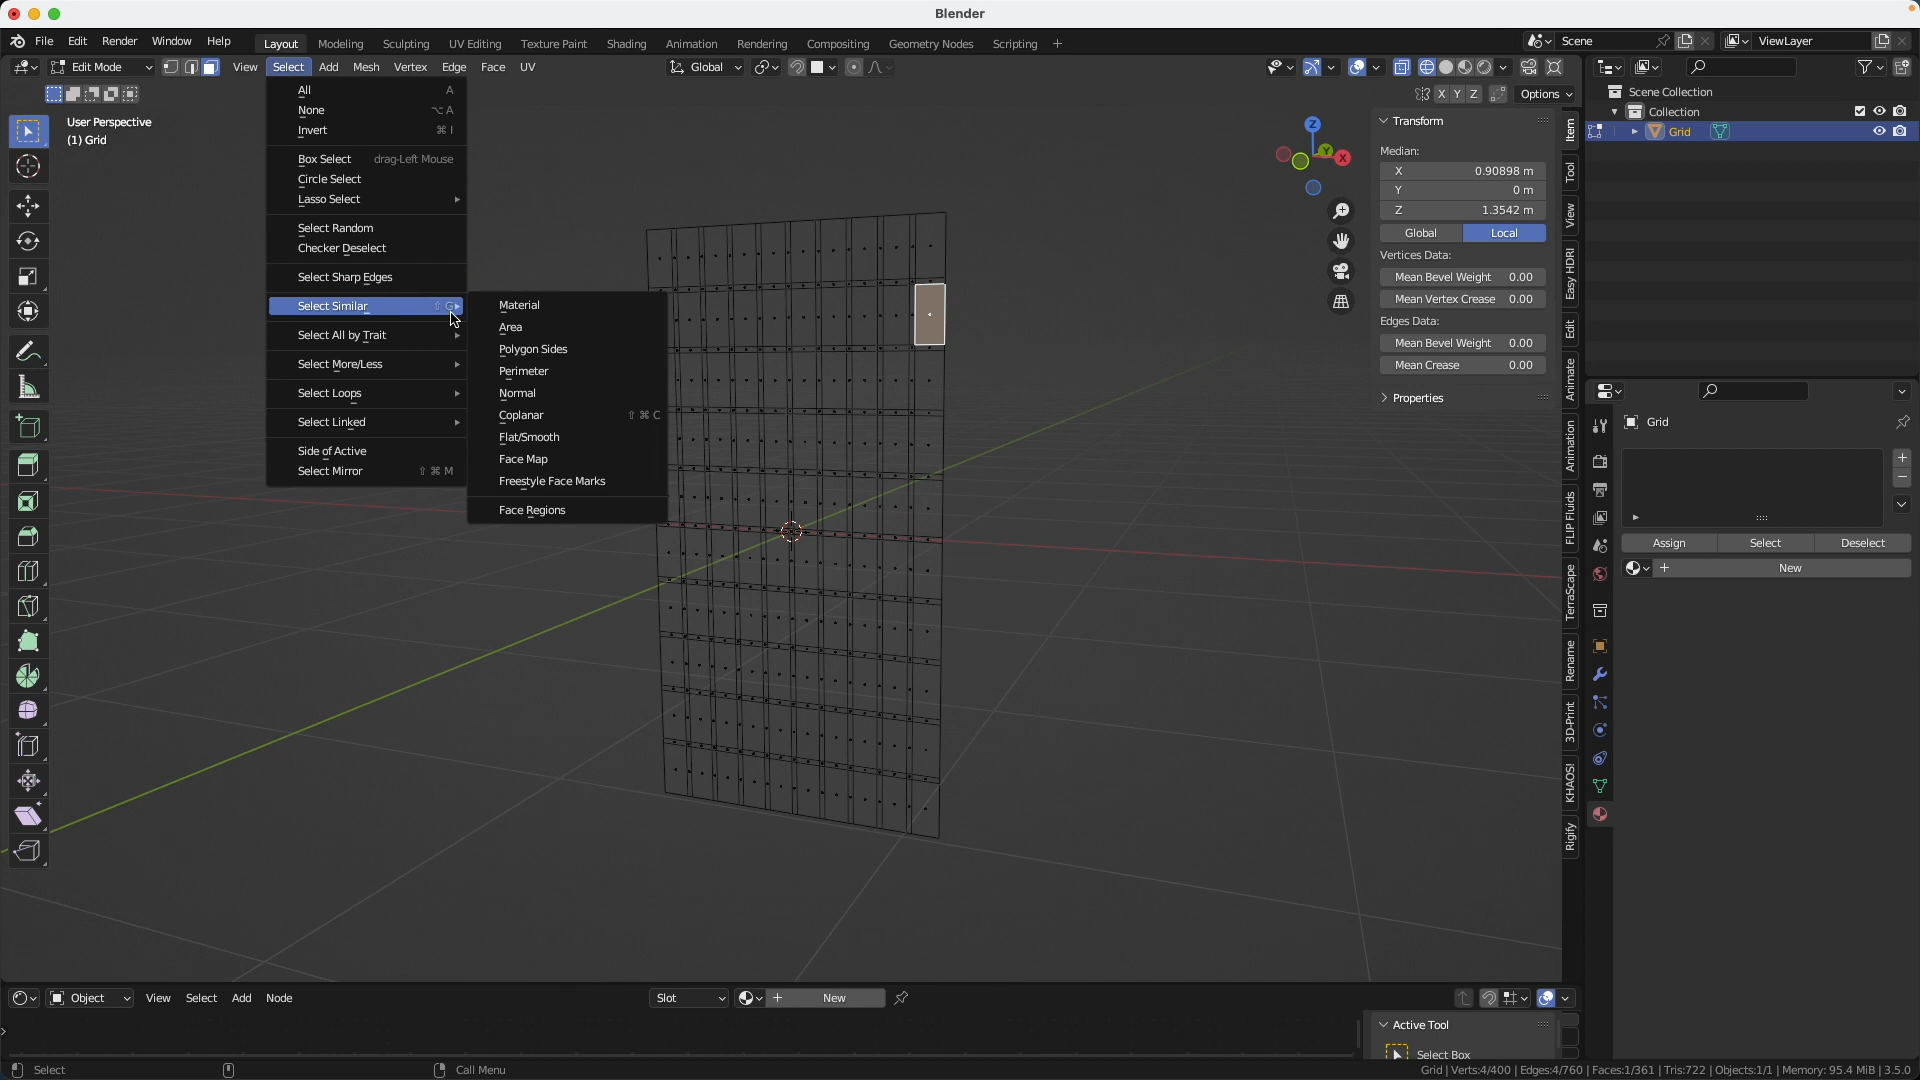 Blender
File Edit Render Window Help
Layout Modeling Sculpting UV Editing Texture Paint Shading Animation Rendering Compositing Geometry Nodes Scripting +
Scene
ViewLayer
Edit Mode
View Select Add Mesh Vertex Edge Face UV
Global
X Y Z
Options
User Perspective
(1) Grid
All A
None ⌥ A
Invert ⌘ I
Box Select drag-Left Mouse
Circle Select
Lasso Select
Select Random
Checker Deselect
Select Sharp Edges
Select Similar ⇧ G
Select All by Trait
Select More/Less
Select Loops
Select Linked
Side of Active
Select Mirror ⇧ ⌘ M
Material
Area
Polygon Sides
Perimeter
Normal
Coplanar ⇧ ⌘ C
Flat/Smooth
Face Map
Freestyle Face Marks
Face Regions
Z
Y
X
Transform
Median:
X 0.90898 m
Y 0 m
Z 1.3542 m
Global Local
Vertices Data:
Mean Bevel Weight 0.00
Mean Vertex Crease 0.00
Edges Data:
Mean Bevel Weight 0.00
Mean Crease 0.00
Properties
Item
Tool
View
Easy HDRI
Edit
Animate
Animation
FLIP Fluids
TerraScape
Rename
3D-Print
KHAOS!
Rigify
Scene Collection
Collection
Grid
Grid
Assign Select Deselect
+ New
Object
View Select Add Node
Slot
+ New
Active Tool
Select Box
Select
Call Menu
Grid | Verts:4/400 | Edges:4/760 | Faces:1/361 | Tris:722 | Objects:1/1 | Memory: 95.4 MiB | 3.5.0